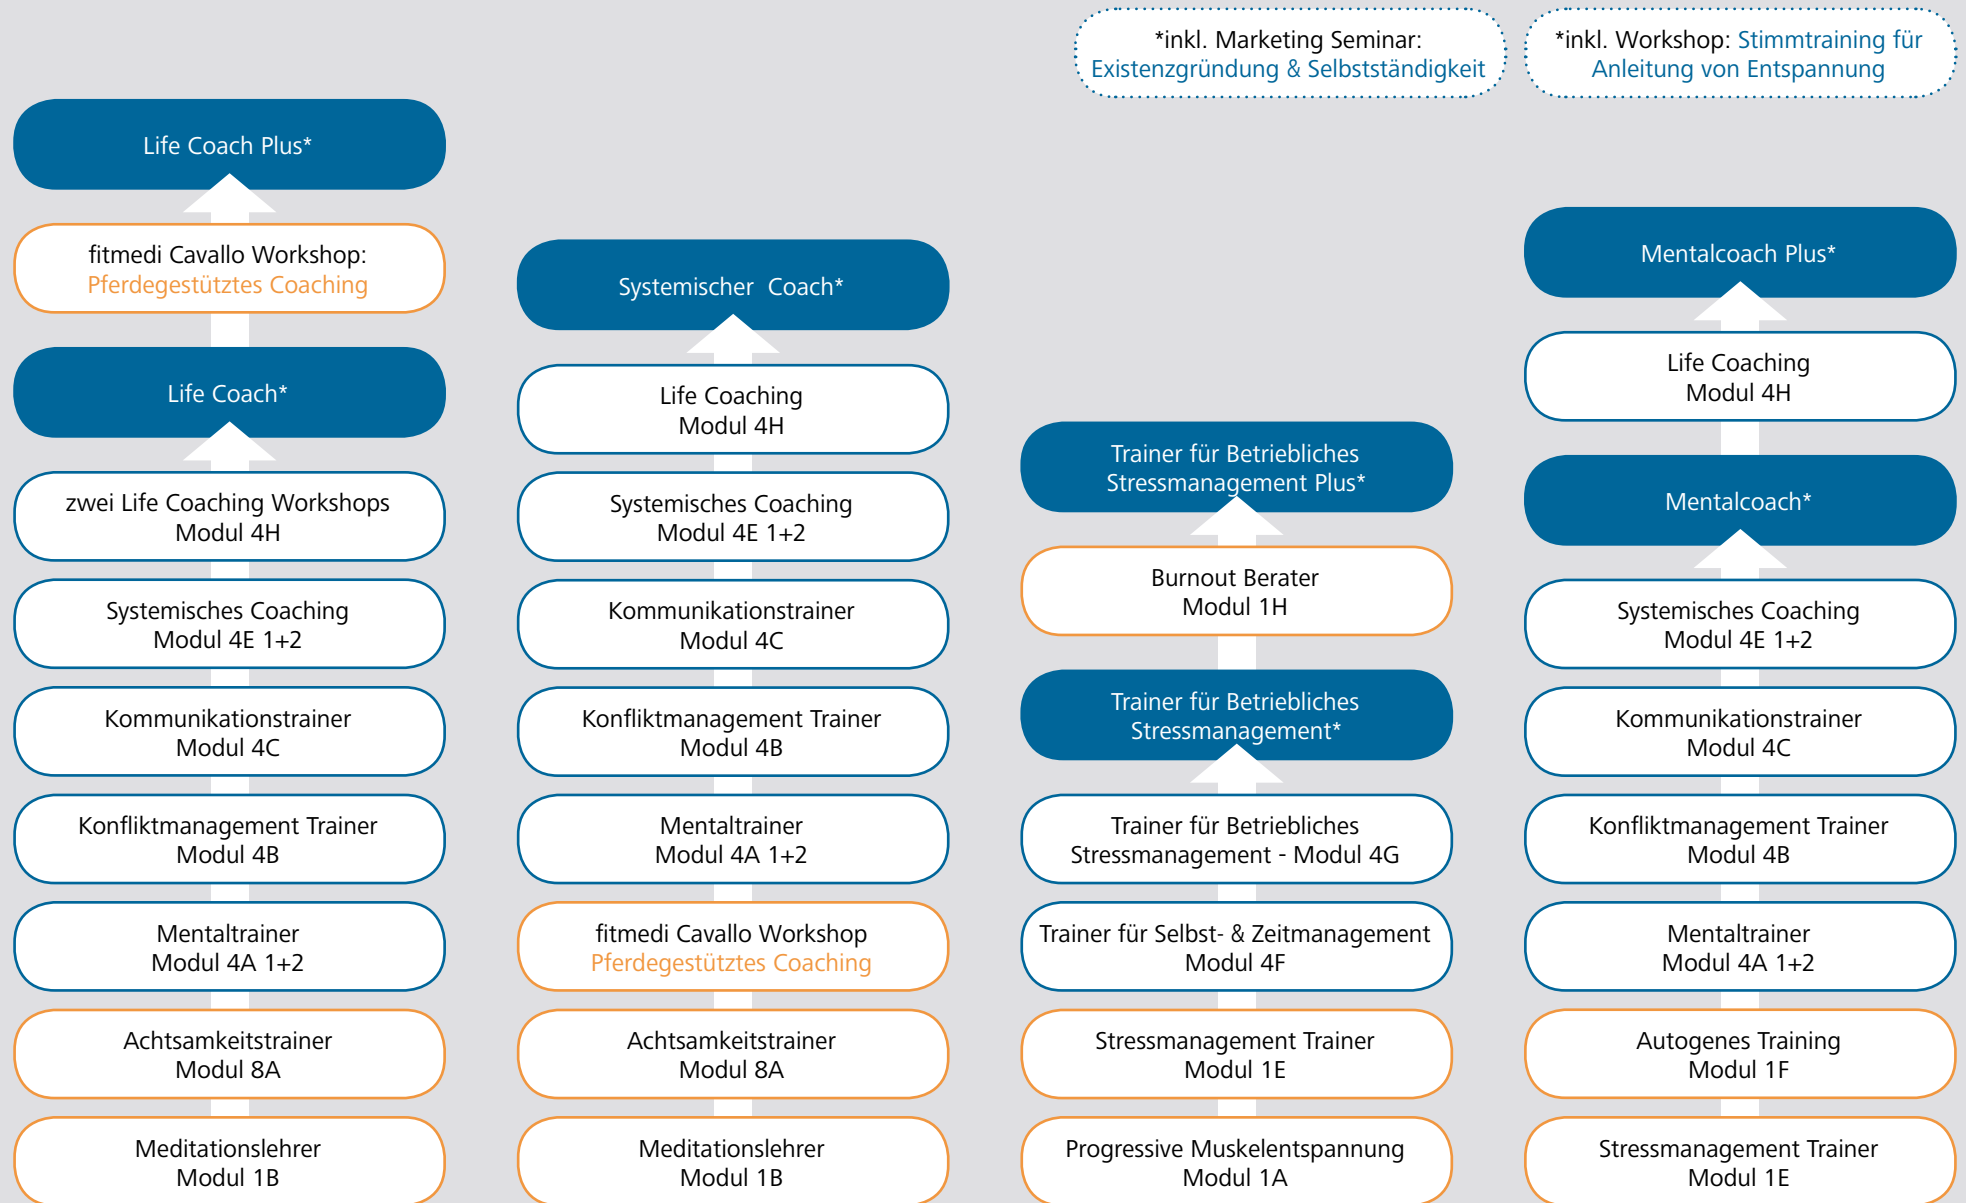 *inkl. Marketing Seminar:
Existenzgründung & Selbstständigkeit
*inkl. Workshop: Stimmtraining für
Anleitung von Entspannung
Life Coach Plus*
fitmedi Cavallo Workshop:
Pferdegestütztes Coaching
Life Coach*
zwei Life Coaching Workshops
Modul 4H
Systemisches Coaching
Modul 4E 1+2
Kommunikationstrainer
Modul 4C
Konfliktmanagement Trainer
Modul 4B
Mentaltrainer
Modul 4A 1+2
Achtsamkeitstrainer
Modul 8A
Meditationslehrer
Modul 1B
Systemischer Coach*
Life Coaching
Modul 4H
Systemisches Coaching
Modul 4E 1+2
Kommunikationstrainer
Modul 4C
Konfliktmanagement Trainer
Modul 4B
Mentaltrainer
Modul 4A 1+2
fitmedi Cavallo Workshop
Pferdegestütztes Coaching
Achtsamkeitstrainer
Modul 8A
Meditationslehrer
Modul 1B
Trainer für Betriebliches
Stressmanagement Plus*
Burnout Berater
Modul 1H
Trainer für Betriebliches
Stressmanagement*
Trainer für Betriebliches
Stressmanagement - Modul 4G
Trainer für Selbst- & Zeitmanagement
Modul 4F
Stressmanagement Trainer
Modul 1E
Progressive Muskelentspannung
Modul 1A
Mentalcoach Plus*
Life Coaching
Modul 4H
Mentalcoach*
Systemisches Coaching
Modul 4E 1+2
Kommunikationstrainer
Modul 4C
Konfliktmanagement Trainer
Modul 4B
Mentaltrainer
Modul 4A 1+2
Autogenes Training
Modul 1F
Stressmanagement Trainer
Modul 1E